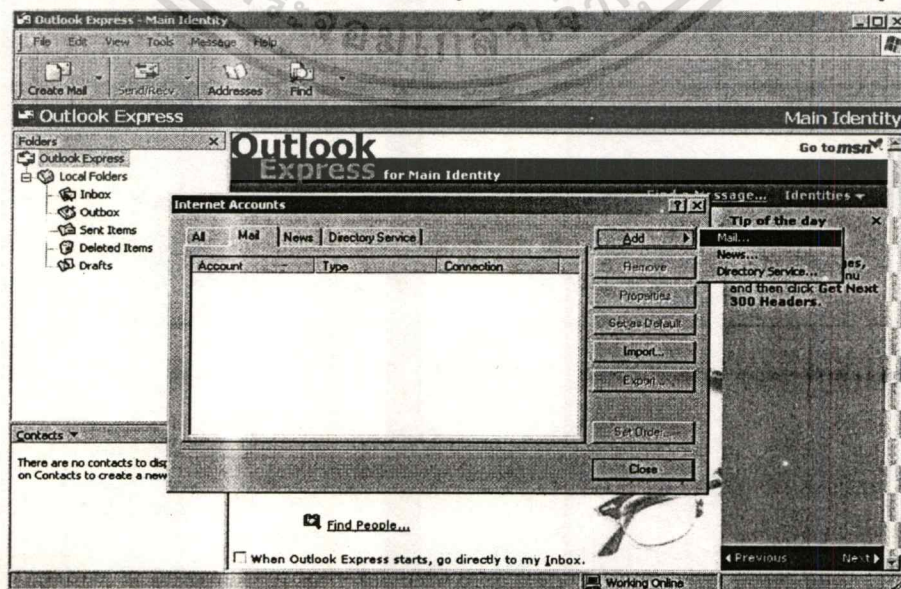 Outlook Express - Main Identity
File Edit View Tools Message Help
Create Mail Send/Recv Addresses Find
Outlook Express Main Identity
Folders
Outlook Express
Local Folders
Inbox
Outbox
Sent Items
Deleted Items
Drafts
Outlook Go to msn
Express for Main Identity
ssage... Identities
Internet Accounts
All Mail News Directory Service
Account Type Connection
Add
Remove
Properties
Set as Default
Import...
Export...
Set Order...
Close
Mail...
News...
Directory Service...
Tip of the day
es,
nu
and then click Get Next
300 Headers.
Contacts
There are no contacts to disp
on Contacts to create a new
Find People...
When Outlook Express starts, go directly to my Inbox.
Previous Next
Working Online